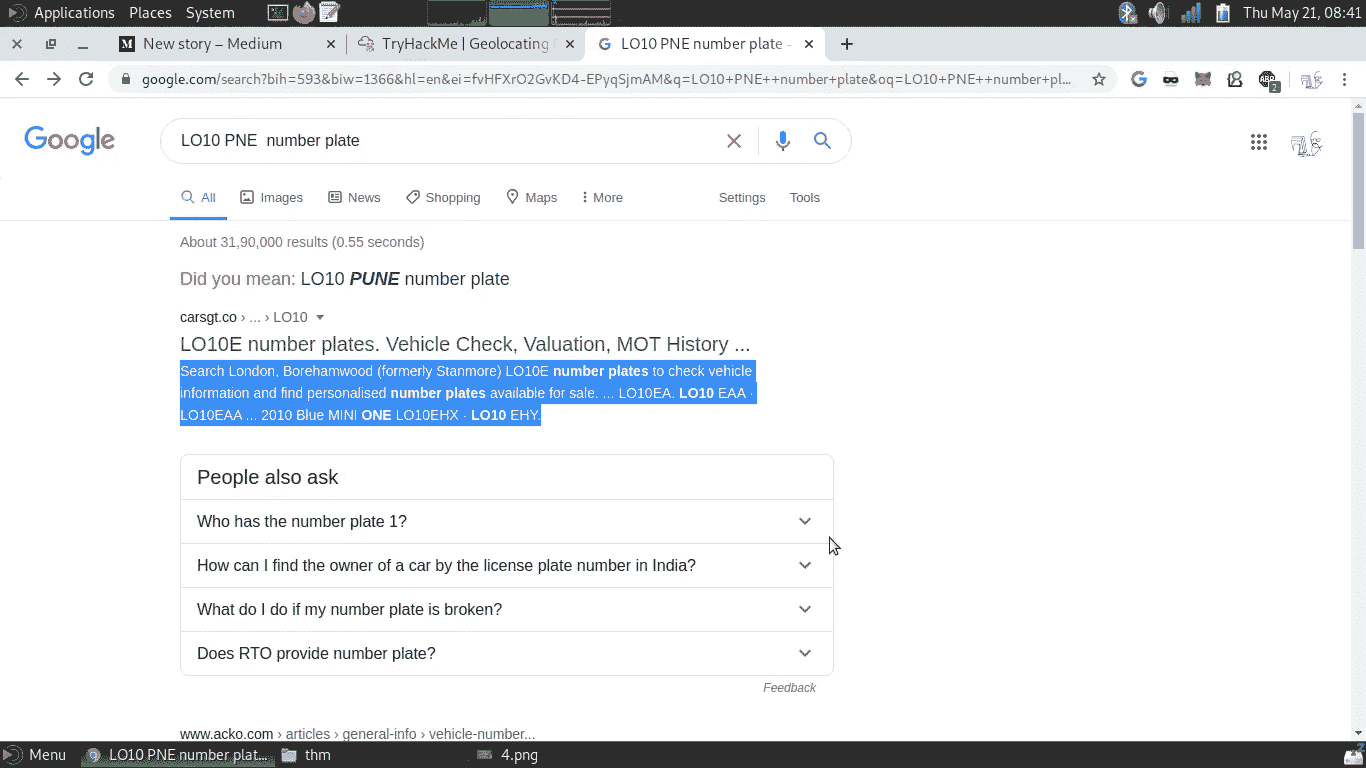 Applications Places System Thu May 21, 08:41
New story – Medium TryHackMe | Geolocating LO10 PNE number plate -
google.com/search?bih=593&biw=1366&hl=en&ei=fvHFXrO2GvKD4-EPyqSjmAM&q=LO10+PNE++number+plate&oq=LO10+PNE++number+pl... 2
Google LO10 PNE  number plate
All Images News Shopping Maps More Settings Tools
About 31,90,000 results (0.55 seconds)
Did you mean: LO10 PUNE number plate
carsgt.co › ... › LO10
LO10E number plates. Vehicle Check, Valuation, MOT History ...
Search London, Borehamwood (formerly Stanmore) LO10E number plates to check vehicle
information and find personalised number plates available for sale. ... LO10EA. LO10 EAA ·
LO10EAA ... 2010 Blue MINI ONE LO10EHX · LO10 EHY.
People also ask
Who has the number plate 1?
How can I find the owner of a car by the license plate number in India?
What do I do if my number plate is broken?
Does RTO provide number plate?
Feedback
www.acko.com › articles › general-info › vehicle-number...
Menu LO10 PNE number plat... thm 4.png